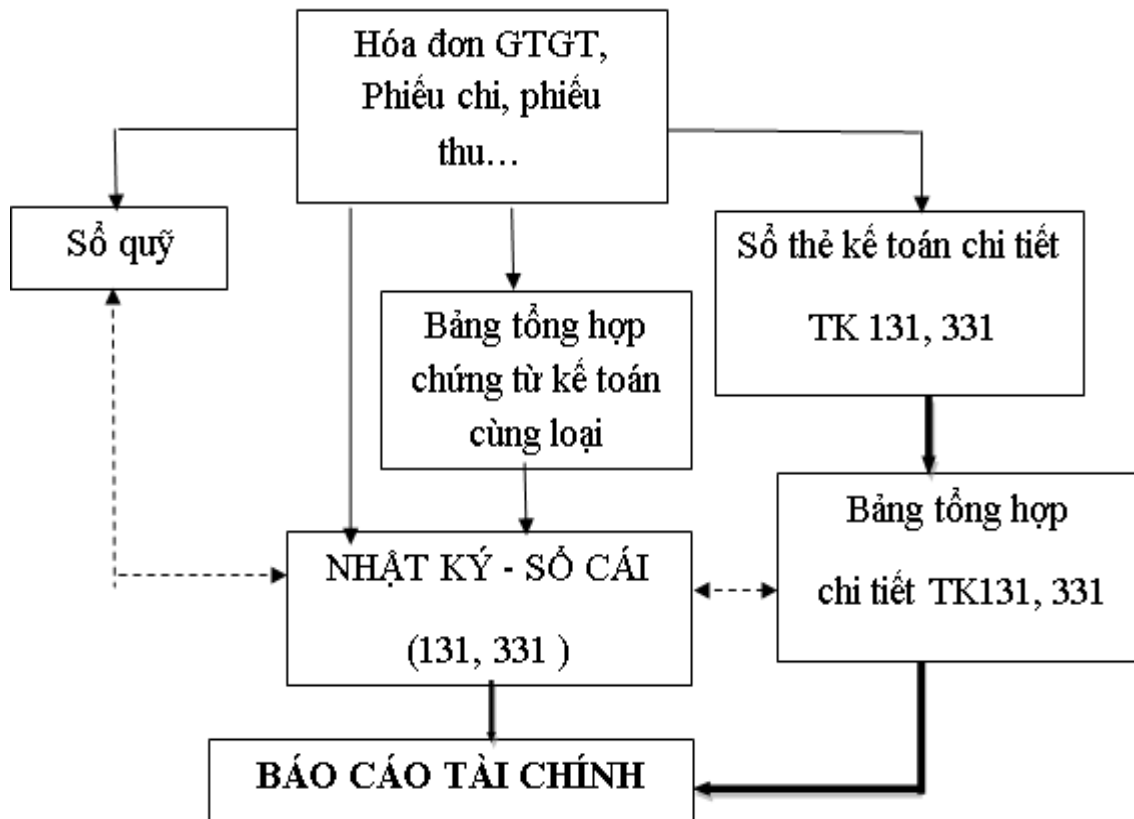 Hóa đơn GTGT,
Phiếu chi, phiếu
thu…
Sổ quỹ
Sổ thẻ kế toán chi tiết
TK 131, 331
Bảng tổng hợp
chứng từ kế toán
cùng loại
Bảng tổng hợp
chi tiết TK131, 331
NHẬT KÝ - SỔ CÁI
(131, 331 )
BÁO CÁO TÀI CHÍNH